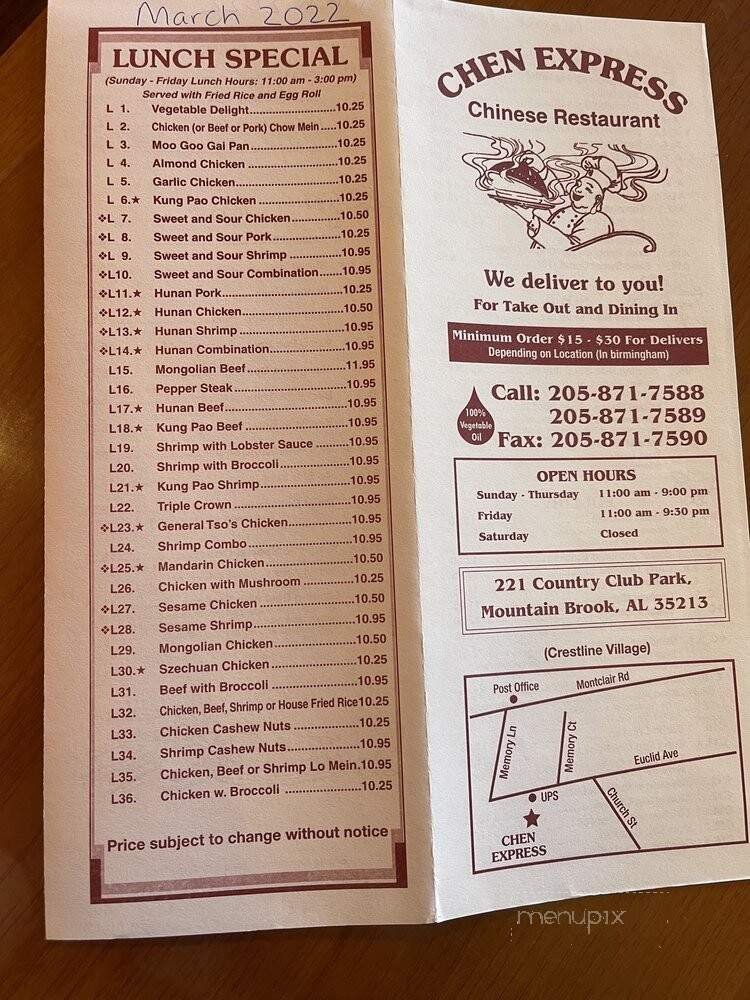 March 2022
LUNCH SPECIAL
(Sunday - Friday Lunch Hours: 11:00 am - 3:00 pm)
Served with Fried Rice and Egg Roll
L 1. Vegetable Delight..........................10.25
L 2. Chicken (or Beef or Pork) Chow Mein.....10.25
L 3. Moo Goo Gai Pan..........................10.25
L 4. Almond Chicken..........................10.25
L 5. Garlic Chicken..........................10.25
L 6.★ Kung Pao Chicken..........................10.25
❖L 7. Sweet and Sour Chicken...............10.50
❖L 8. Sweet and Sour Pork....................10.25
❖L 9. Sweet and Sour Shrimp.................10.95
❖L10. Sweet and Sour Combination.......10.95
❖L11.★ Hunan Pork..........................10.25
❖L12.★ Hunan Chicken..........................10.50
❖L13.★ Hunan Shrimp..........................10.95
❖L14.★ Hunan Combination....................10.95
L15. Mongolian Beef..........................11.95
L16. Pepper Steak..........................10.95
L17.★ Hunan Beef..........................10.95
L18.★ Kung Pao Beef..........................10.95
L19. Shrimp with Lobster Sauce..........10.95
L20. Shrimp with Broccoli....................10.95
L21.★ Kung Pao Shrimp..........................10.95
L22. Triple Crown..........................10.95
❖L23.★ General Tso's Chicken..................10.95
L24. Shrimp Combo..........................10.95
❖L25.★ Mandarin Chicken..........................10.50
L26. Chicken with Mushroom...............10.25
❖L27. Sesame Chicken..........................10.50
❖L28. Sesame Shrimp..........................10.95
L29. Mongolian Chicken..........................10.50
L30.★ Szechuan Chicken..........................10.25
L31. Beef with Broccoli..........................10.95
L32. Chicken, Beef, Shrimp or House Fried Rice10.25
L33. Chicken Cashew Nuts....................10.25
L34. Shrimp Cashew Nuts....................10.95
L35. Chicken, Beef or Shrimp Lo Mein.10.95
L36. Chicken w. Broccoli....................10.25
Price subject to change without notice
CHEN EXPRESS
Chinese Restaurant
We deliver to you!
For Take Out and Dining In
Minimum Order $15 - $30 For Delivers
Depending on Location (In birmingham)
100%
Vegetable
Oil
Call: 205-871-7588
205-871-7589
Fax: 205-871-7590
OPEN HOURS
Sunday - Thursday 11:00 am - 9:00 pm
Friday 11:00 am - 9:30 pm
Saturday Closed
221 Country Club Park,
Mountain Brook, AL 35213
(Crestline Village)
Post Office
Montclair Rd
Memory Ln
Memory Ct
Euclid Ave
UPS
Church St
★
CHEN
EXPRESS
menupix